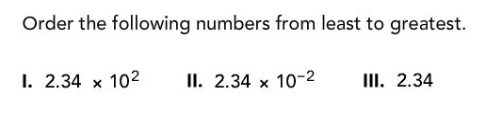 Order the following numbers from least to greatest.
I. 2.34 × 10² II. 2.34 × 10⁻² III. 2.34